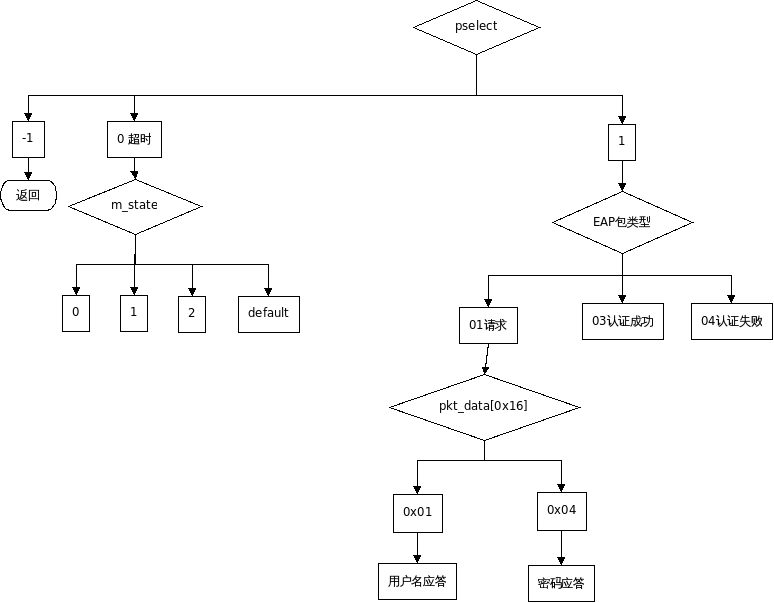 pselect
-1
0 超时
1
返回
m_state
EAP包类型
0
1
2
default
01请求
03认证成功
04认证失败
pkt_data[0x16]
0x01
0x04
用户名应答
密码应答